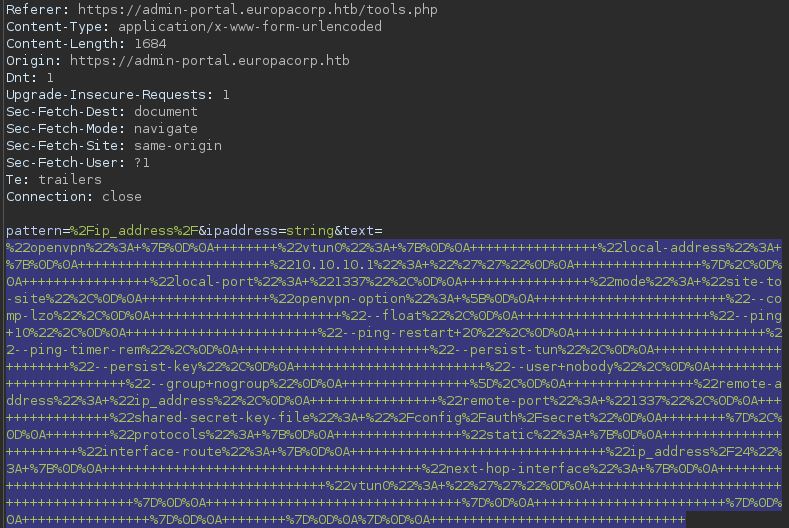 Referer: https://admin-portal.europacorp.htb/tools.php
Content-Type: application/x-www-form-urlencoded
Content-Length: 1684
Origin: https://admin-portal.europacorp.htb
Dnt: 1
Upgrade-Insecure-Requests: 1
Sec-Fetch-Dest: document
Sec-Fetch-Mode: navigate
Sec-Fetch-Site: same-origin
Sec-Fetch-User: ?1
Te: trailers
Connection: close
pattern=%2Fip_address%2F&ipaddress=string&text=
%22openvpn%22%3A+%7B%0D%0A++++++++%22vtun0%22%3A+%7B%0D%0A++++++++++++++++%22local-address%22%3A+
%7B%0D%0A++++++++++++++++++++++++%2210.10.10.1%22%3A+%22%27%27%22%0D%0A++++++++++++++++%7D%2C%0D%
0A++++++++++++++++%22local-port%22%3A+%221337%22%2C%0D%0A++++++++++++++++%22mode%22%3A+%22site-to
-site%22%2C%0D%0A++++++++++++++++%22openvpn-option%22%3A+%5B%0D%0A++++++++++++++++++++++++%22--co
mp-lzo%22%2C%0D%0A++++++++++++++++++++++++%22--float%22%2C%0D%0A++++++++++++++++++++++++%22--ping
+10%22%2C%0D%0A++++++++++++++++++++++++%22--ping-restart+20%22%2C%0D%0A++++++++++++++++++++++++%2
2--ping-timer-rem%22%2C%0D%0A++++++++++++++++++++++++%22--persist-tun%22%2C%0D%0A++++++++++++++++
++++++++%22--persist-key%22%2C%0D%0A++++++++++++++++++++++++%22--user+nobody%22%2C%0D%0A+++++++++
+++++++++++++++%22--group+nogroup%22%0D%0A++++++++++++++++%5D%2C%0D%0A++++++++++++++++%22remote-a
ddress%22%3A+%22ip_address%22%2C%0D%0A++++++++++++++++%22remote-port%22%3A+%221337%22%2C%0D%0A+++
+++++++++++++%22shared-secret-key-file%22%3A+%22%2Fconfig%2Fauth%2Fsecret%22%0D%0A++++++++%7D%2C%
0D%0A++++++++%22protocols%22%3A+%7B%0D%0A++++++++++++++++%22static%22%3A+%7B%0D%0A+++++++++++++++
+++++++++%22interface-route%22%3A+%7B%0D%0A++++++++++++++++++++++++++++++++%22ip_address%2F24%22%
3A+%7B%0D%0A++++++++++++++++++++++++++++++++++++++++%22next-hop-interface%22%3A+%7B%0D%0A++++++++
++++++++++++++++++++++++++++++++++++++++%22vtun0%22%3A+%22%27%27%22%0D%0A++++++++++++++++++++++++
++++++++++++++++%7D%0D%0A++++++++++++++++++++++++++++++++%7D%0D%0A++++++++++++++++++++++++%7D%0D%
0A++++++++++++++++%7D%0D%0A++++++++%7D%0D%0A%7D%0D%0A++++++++++++++++++++++++++++++++